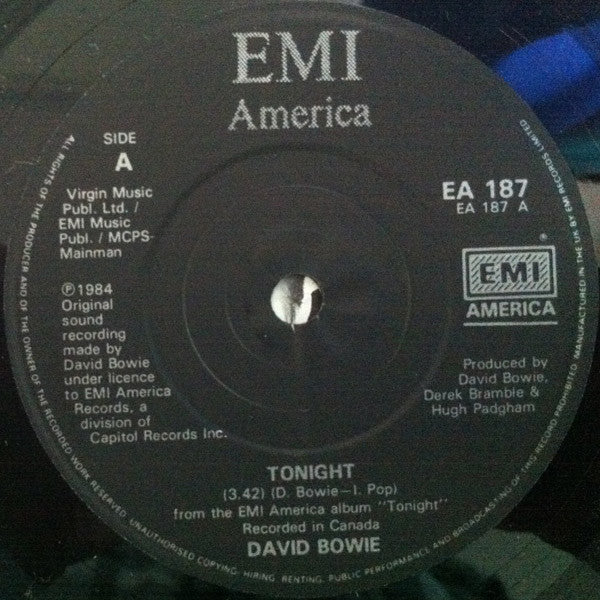 EMI
America
SIDE
A
Virgin Music
Publ. Ltd. /
EMI Music
Publ. / MCPS-
Mainman
℗1984
Original
sound
recording
made by
David Bowie
under licence
to EMI America
Records, a
division of
Capitol Records Inc.
EA 187
EA 187 A
EMI
®
AMERICA
Produced by
David Bowie,
Derek Bramble &
Hugh Padgham
TONIGHT
(3.42) (D. Bowie—I. Pop)
from the EMI America album "Tonight"
Recorded in Canada
DAVID BOWIE
ALL RIGHTS OF THE PRODUCER AND OF THE OWNER OF THE RECORDED WORK RESERVED. UNAUTHORISED COPYING, HIRING, RENTING, PUBLIC PERFORMANCE AND BROADCASTING OF THIS RECORD PROHIBITED. MANUFACTURED IN THE UK BY EMI RECORDS LIMITED